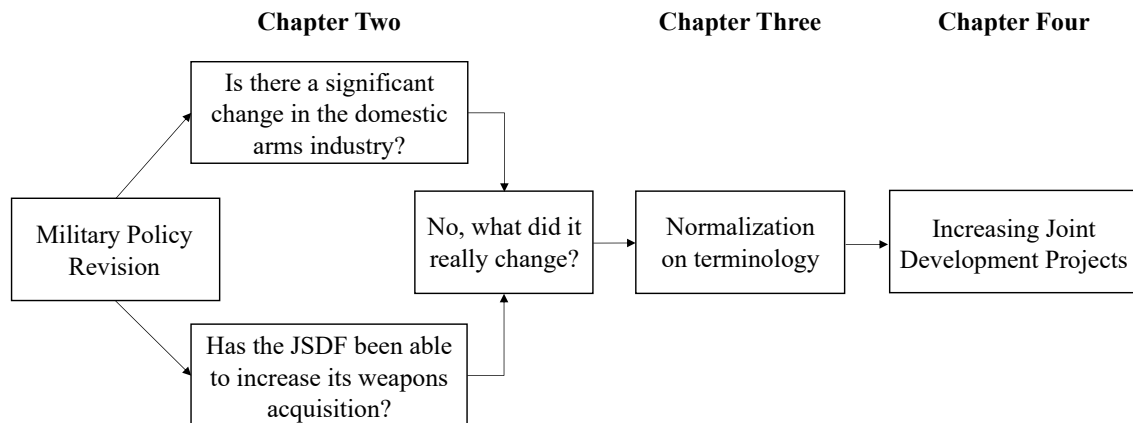 Chapter Two
Chapter Three
Chapter Four
Is there a significant
change in the domestic
arms industry?
Military Policy
Revision
No, what did it
really change?
Normalization
on terminology
Increasing Joint
Development Projects
Has the JSDF been able
to increase its weapons
acquisition?